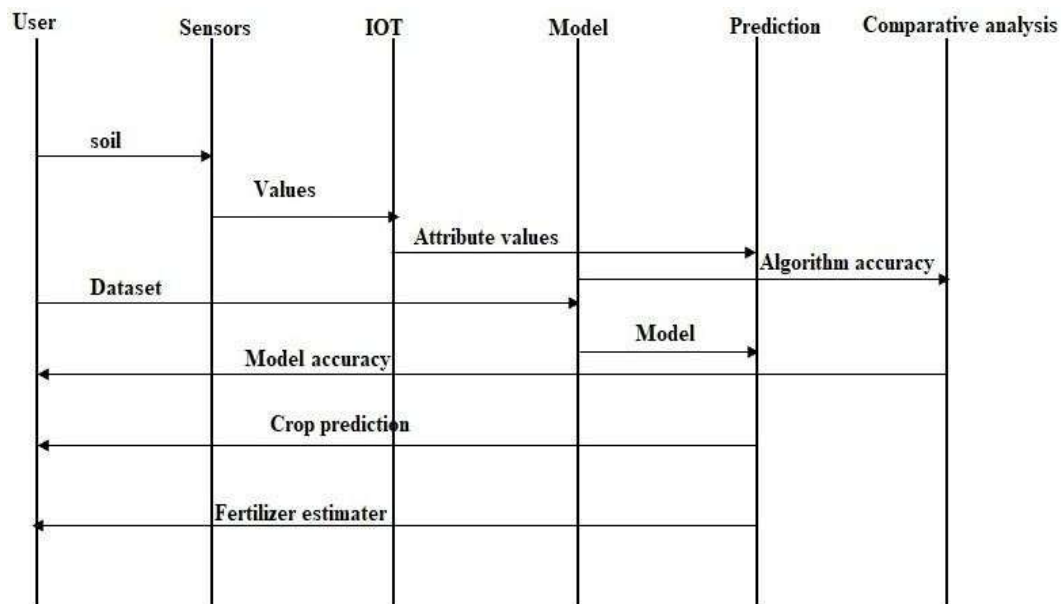 User
Sensors
IOT
Model
Prediction
Comparative analysis
soil
Values
Attribute values
Algorithm accuracy
Dataset
Model
Model accuracy
Crop prediction
Fertilizer estimater